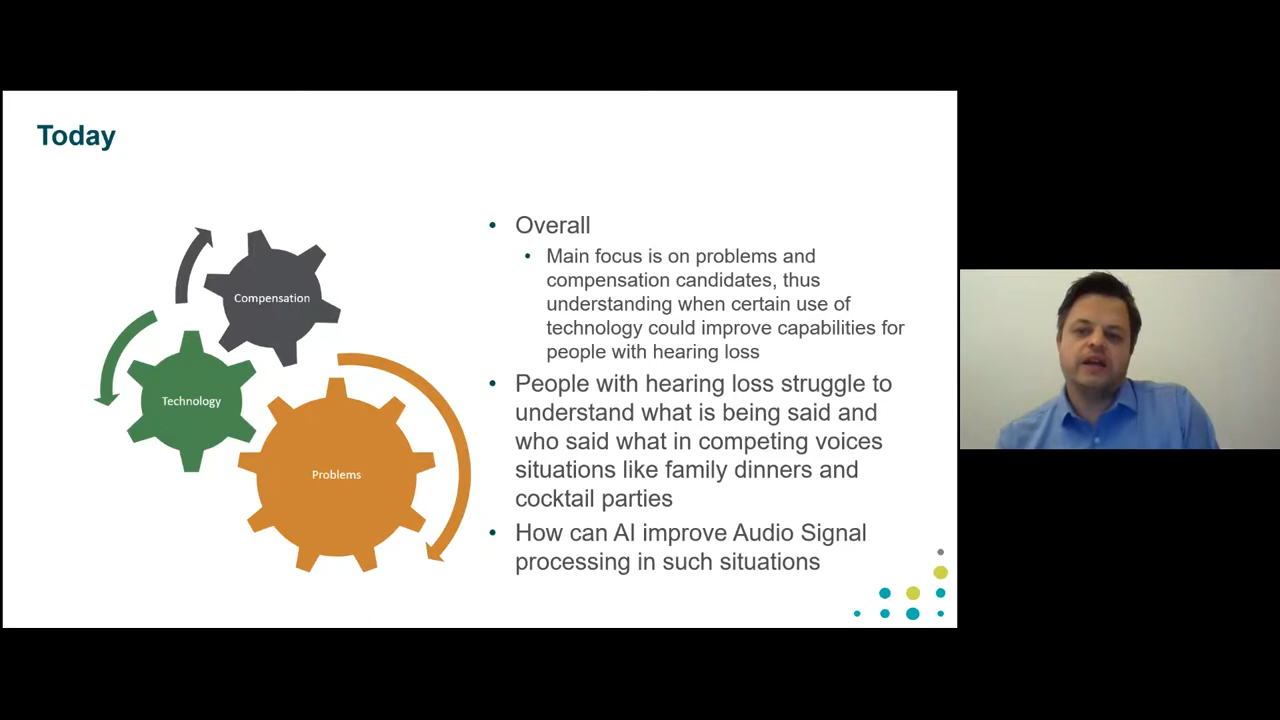 Today
Compensation
Technology
Problems
• Overall
• Main focus is on problems and
compensation candidates, thus
understanding when certain use of
technology could improve capabilities for
people with hearing loss
• People with hearing loss struggle to
understand what is being said and
who said what in competing voices
situations like family dinners and
cocktail parties
• How can AI improve Audio Signal
processing in such situations